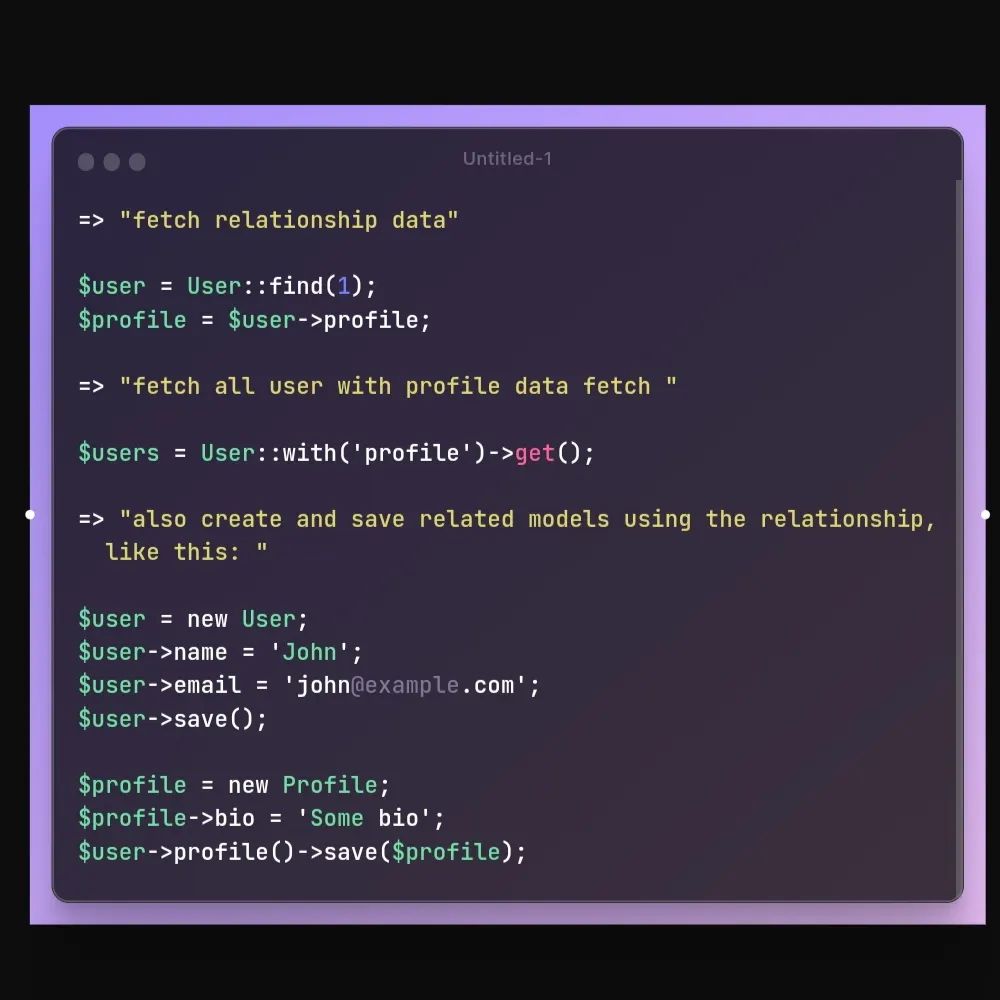 Untitled-1
=> "fetch relationship data"
$user = User::find(1);
$profile = $user->profile;
=> "fetch all user with profile data fetch "
$users = User::with('profile')->get();
=> "also create and save related models using the relationship,
like this: "
$user = new User;
$user->name = 'John';
$user->email = 'john@example.com';
$user->save();
$profile = new Profile;
$profile->bio = 'Some bio';
$user->profile()->save($profile);